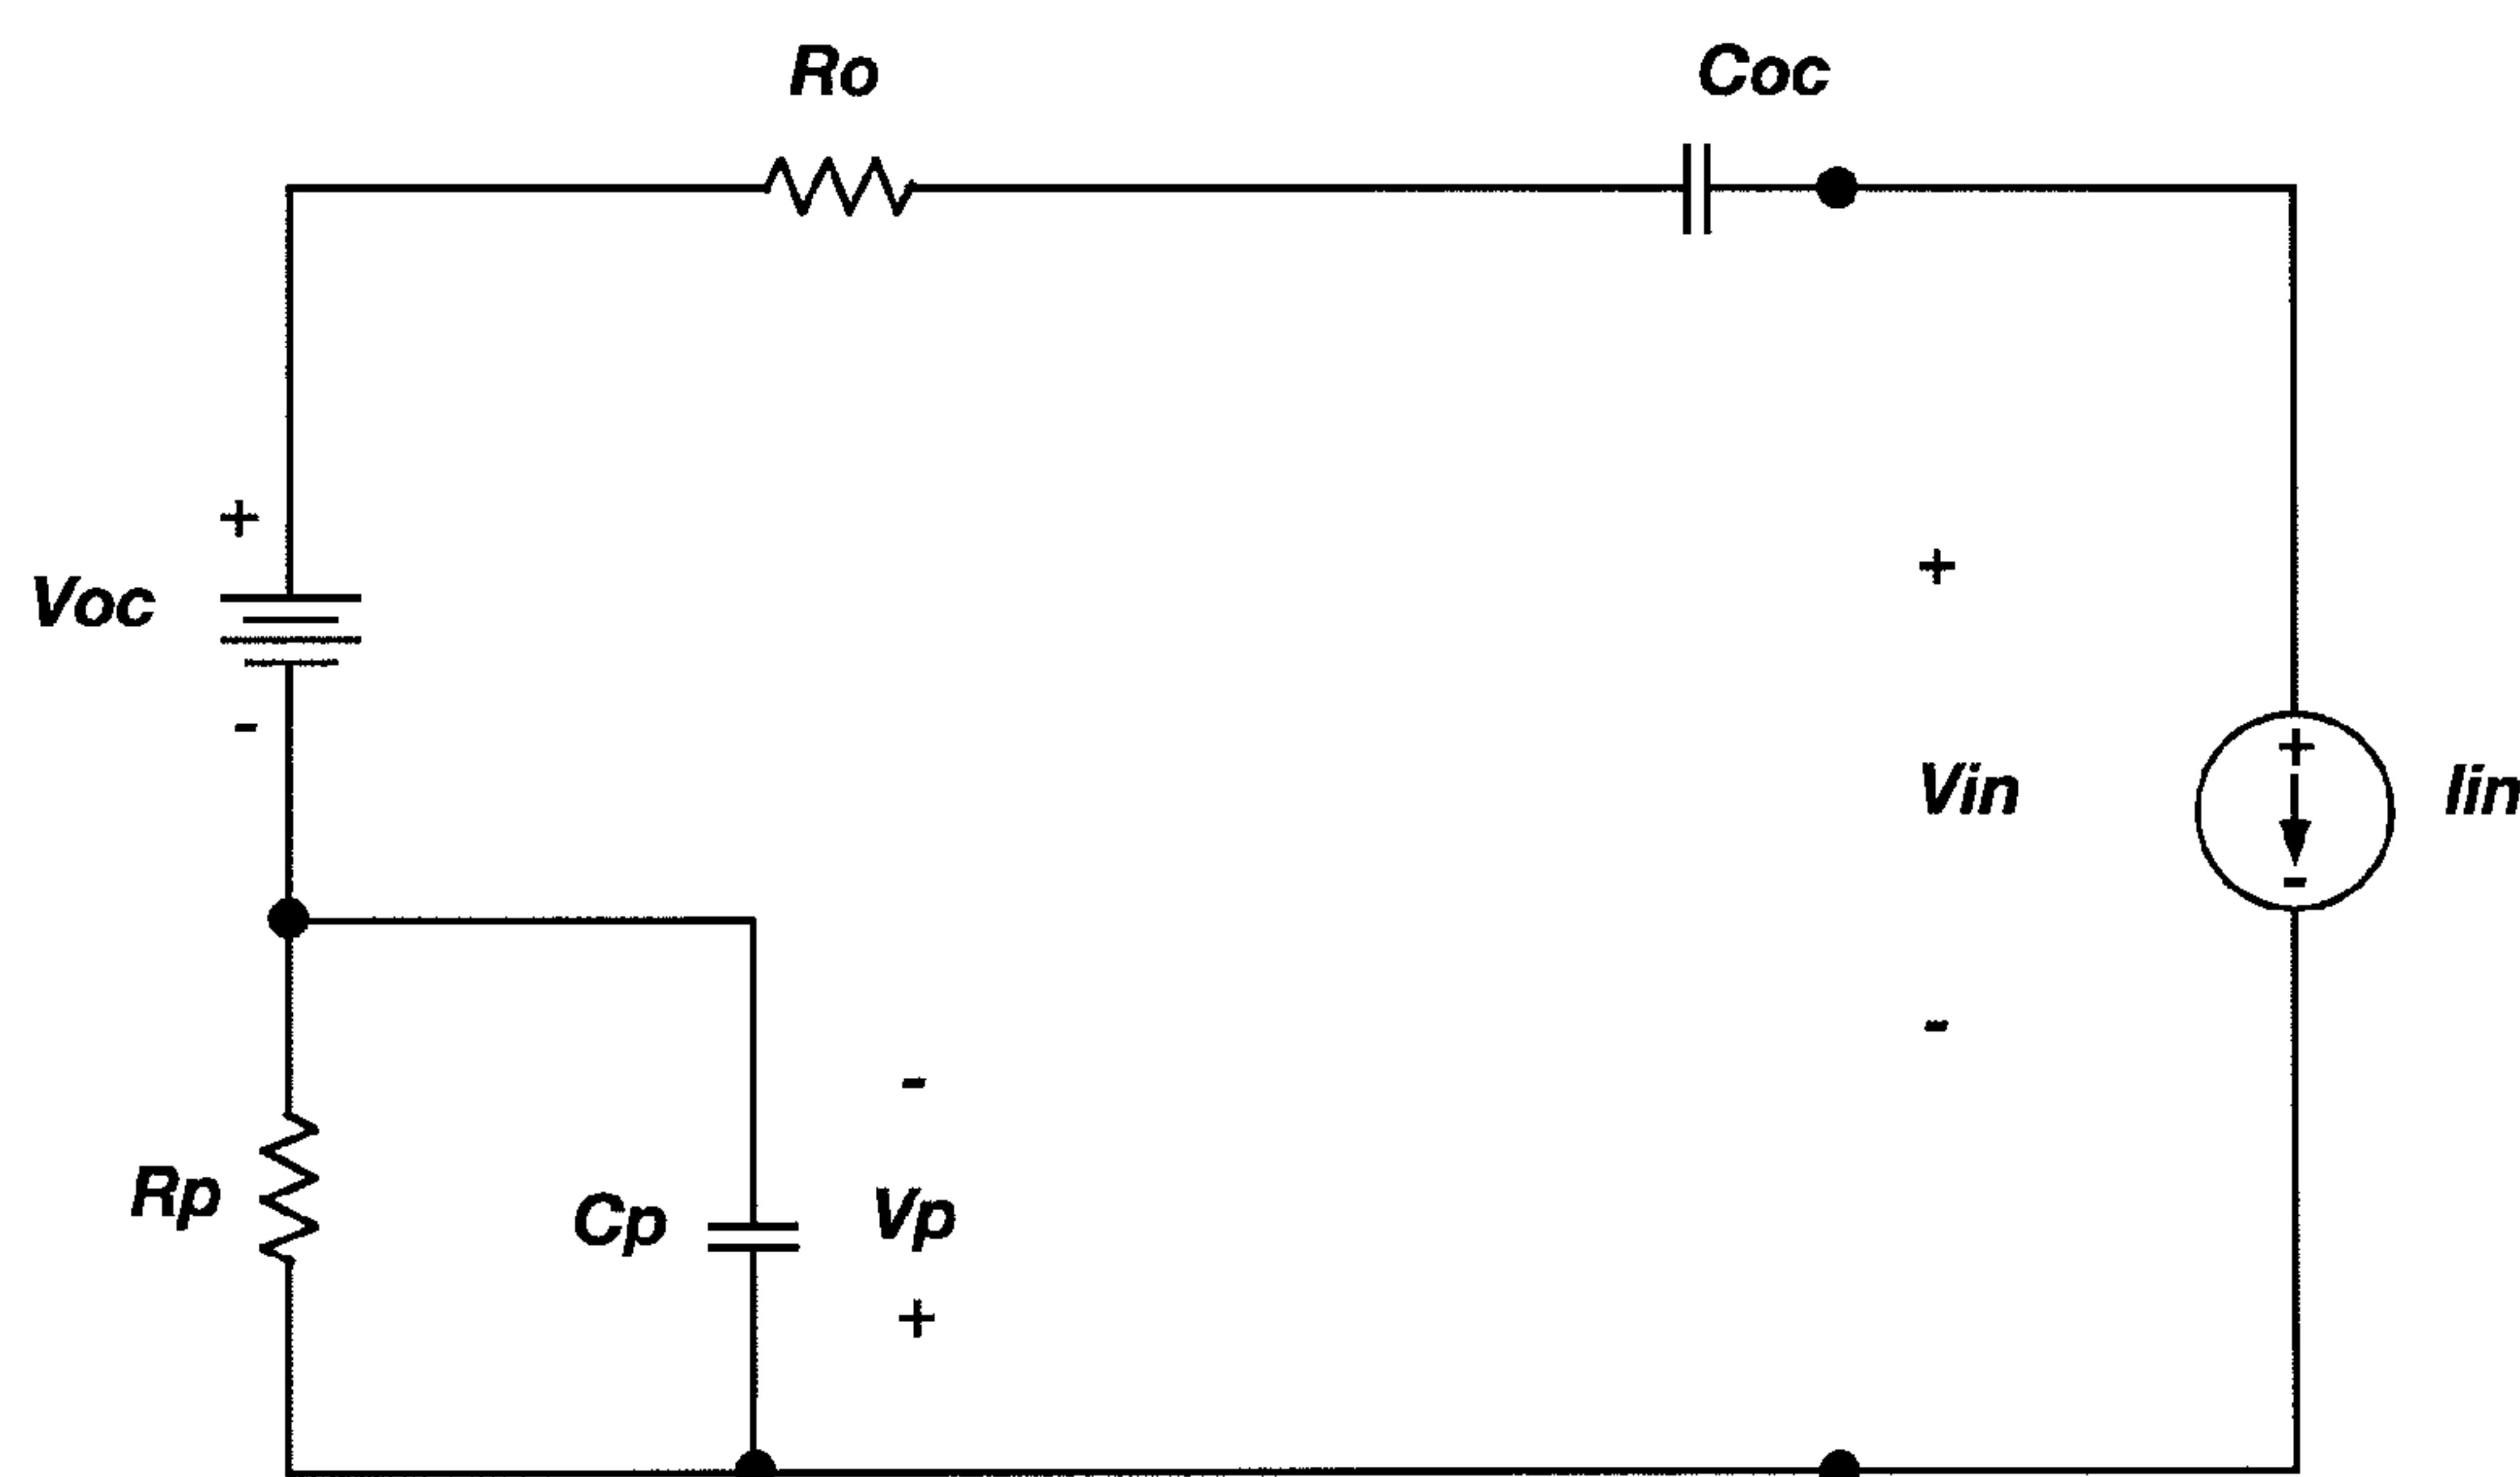 Ro
Coc
+
Voc
-
+
Vin
-
+
-
Iin
Rp
Cp
-
Vp
+